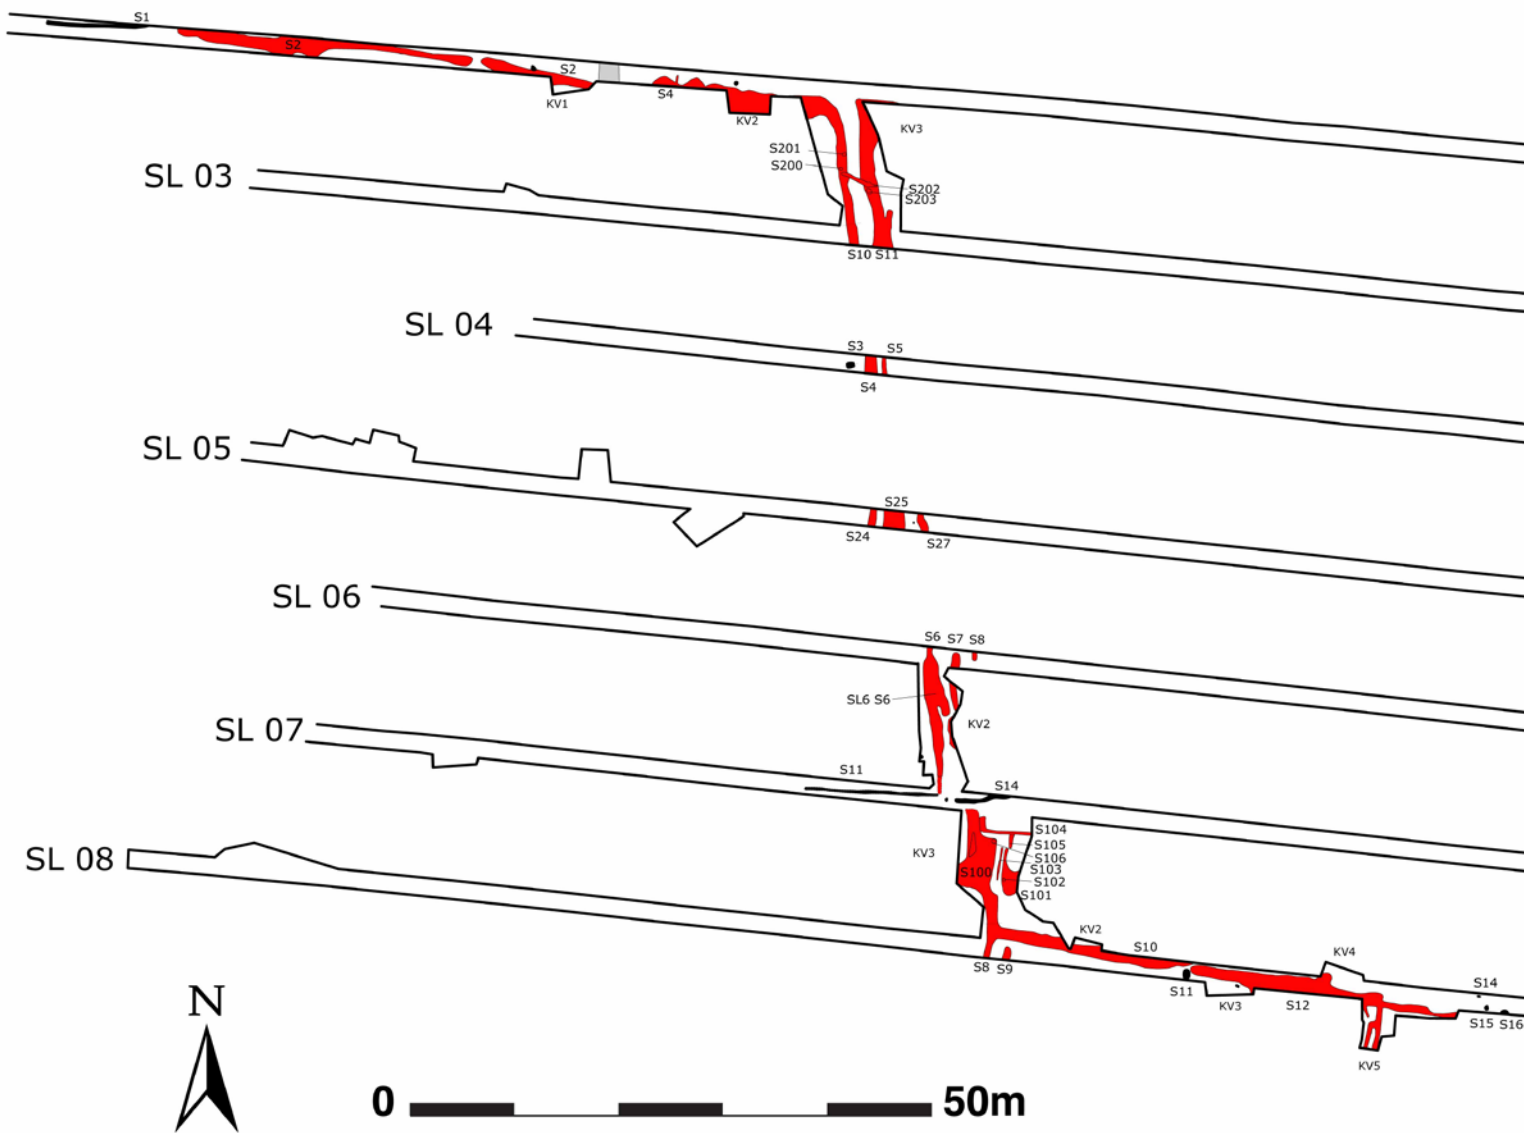 S1
S2
S2
S4
KV1
KV2
KV3
S201
S200
SL 03
S202
S203
S10 S11
SL 04
S3 S5
S4
SL 05
S25
S24
S27
SL 06
S6 S7 S8
SL6 S6
KV2
SL 07
S11
S14
S104
S105
KV3
S106
S103
SL 08
S100
S102
S101
KV2
S10
KV4
S8 S9
S11
KV3
S12
S14
S15 S16
N
KV5
0
50m